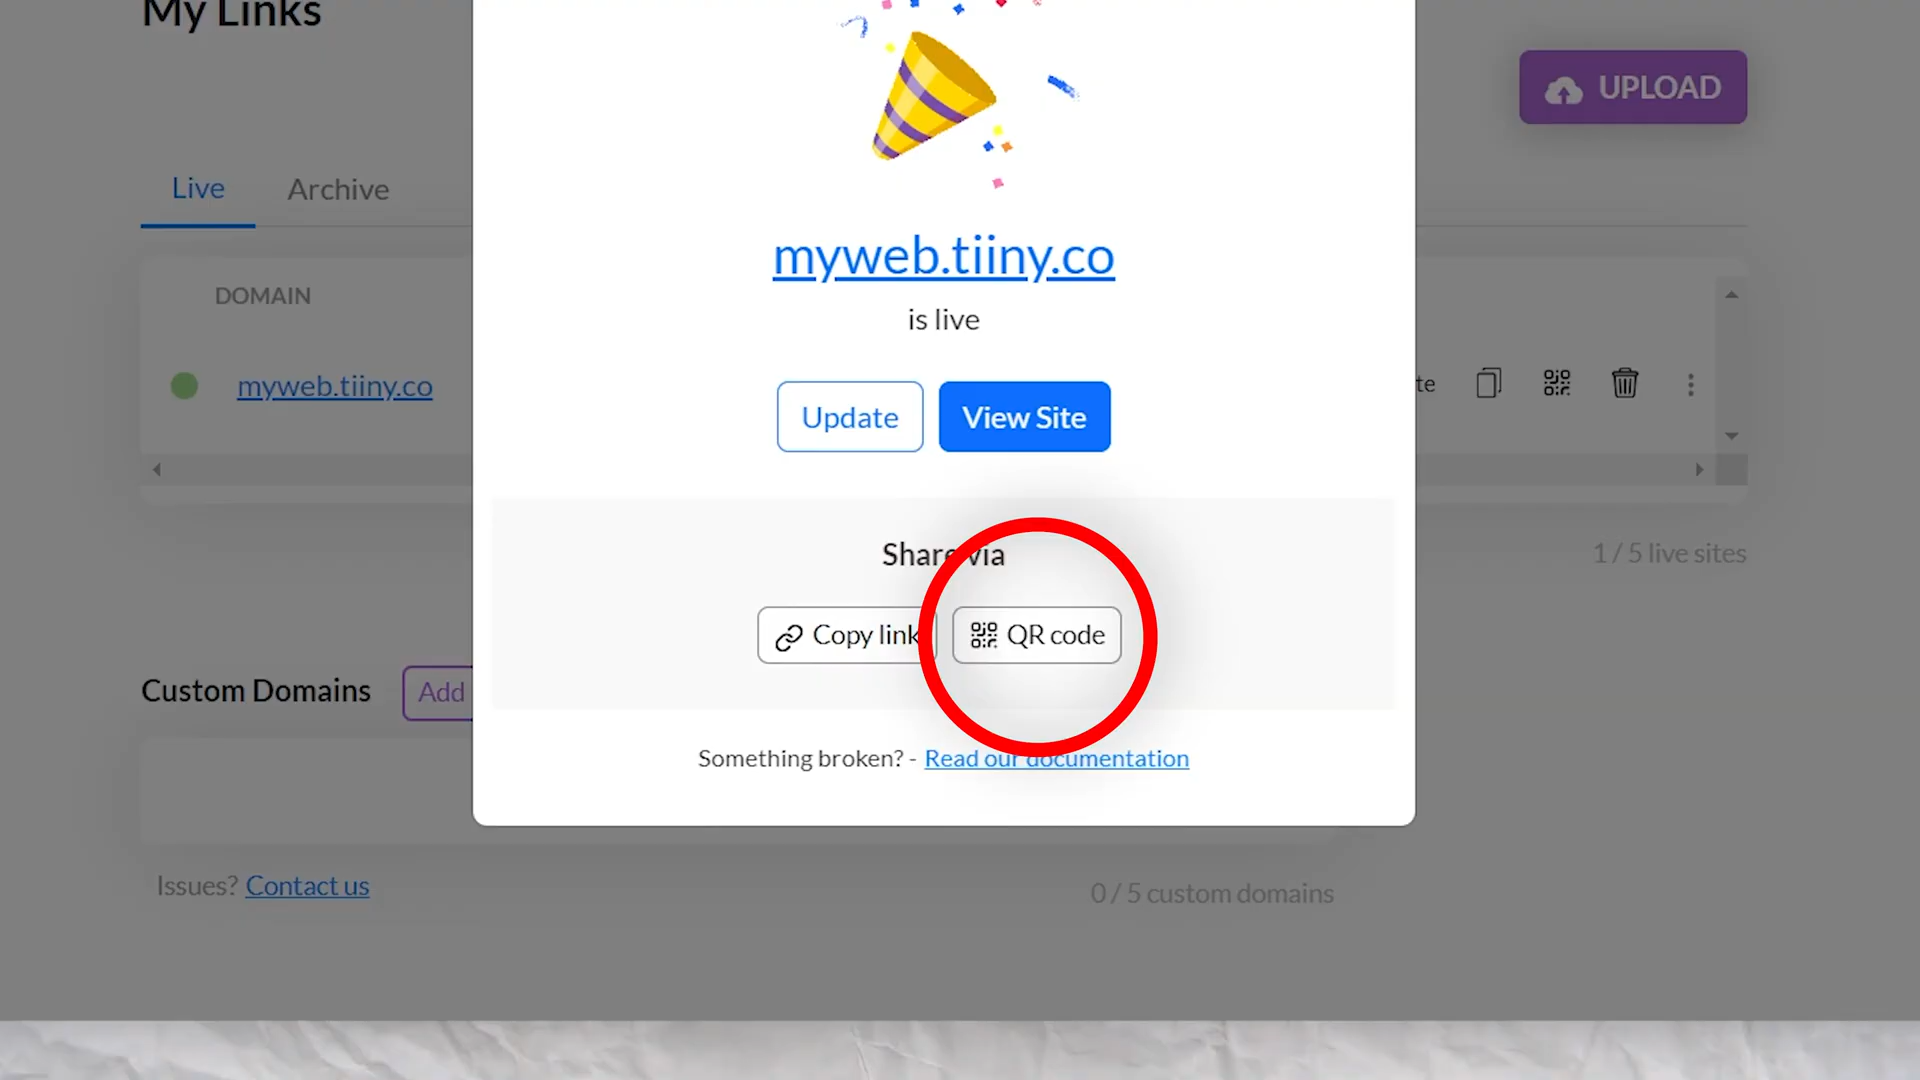 My Links
UPLOAD
Live
Archive
myweb.tiiny.co
is live
DOMAIN
myweb.tiiny.co
te
Update
View Site
Share via
1 / 5 live sites
Copy link
QR code
Custom Domains
Add
Something broken? - Read our documentation
Issues? Contact us
0 / 5 custom domains